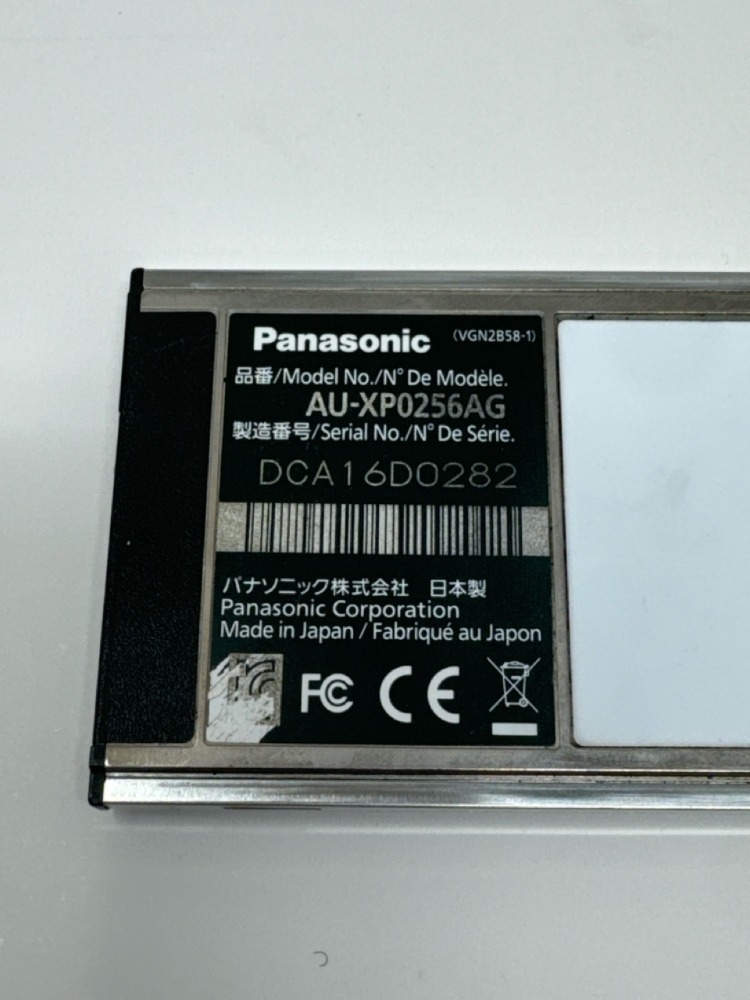 Panasonic (VGN2B58-1)
品番/Model No./N° De Modèle.
AU-XP0256AG
製造番号/Serial No./N° De Série.
DCA16D0282
パナソニック株式会社 日本製
Panasonic Corporation
Made in Japan / Fabriqué au Japon
FC CE